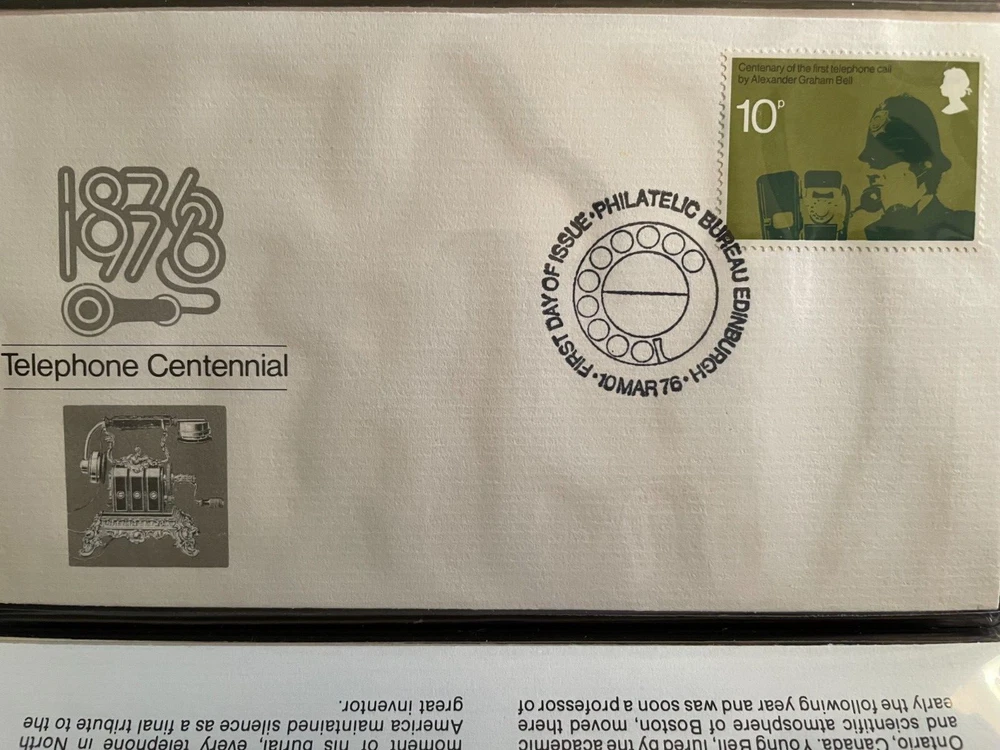 Centenary of the first telephone call
by Alexander Graham Bell
10P
1876
1976
Telephone Centennial
FIRST DAY OF ISSUE · PHILATELIC BUREAU EDINBURGH ·
10 MAR 76
Ontario, Canada. Young Bell, lured by the academic
and scientific atmosphere of Boston, moved there
early the following year and was soon a professor of
moment of his burial, every telephone in North
America maintained silence as a final tribute to the
great inventor.